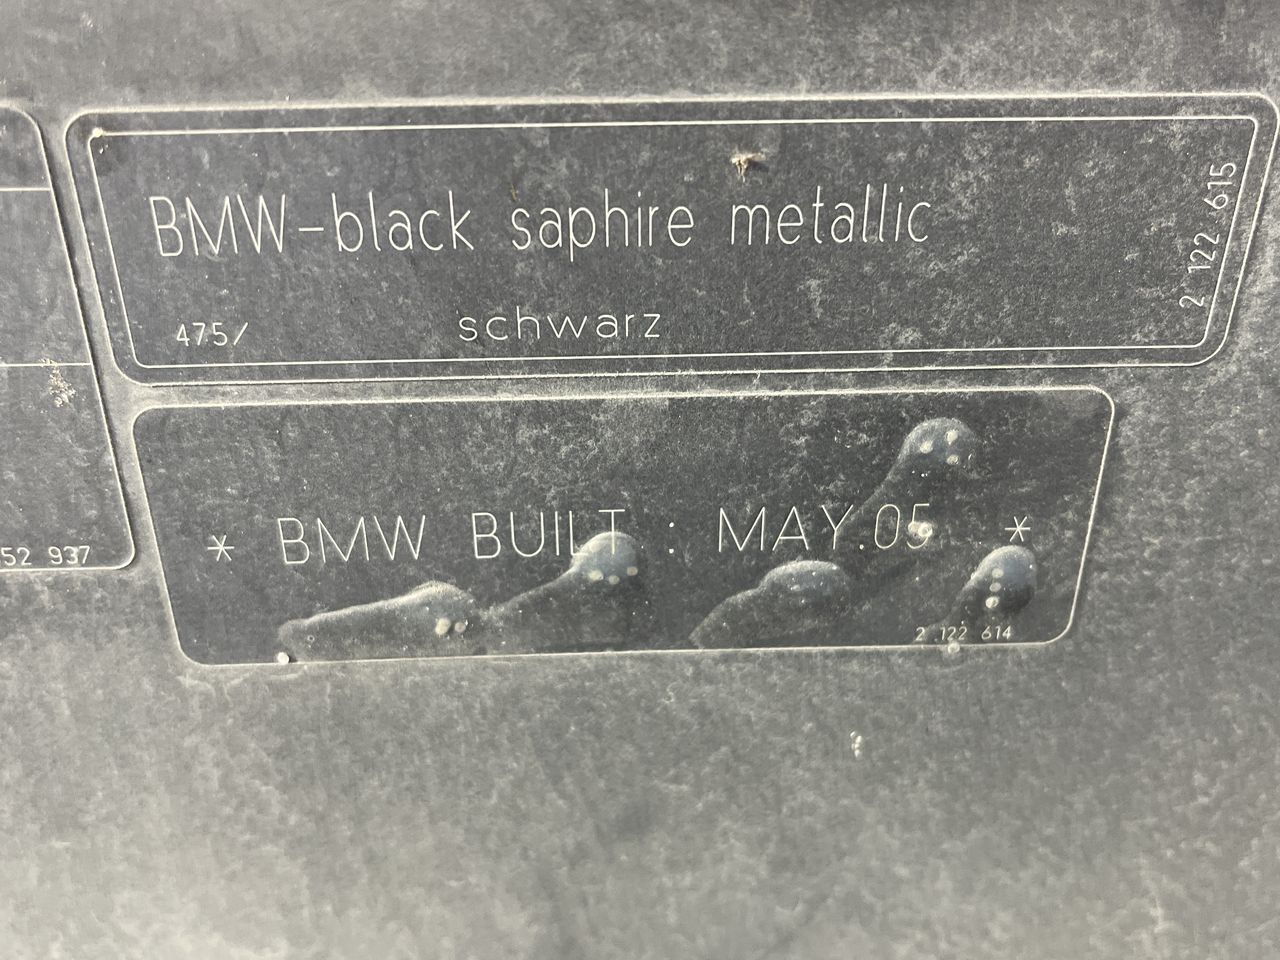 BMW-black saphire metallic
475/ schwarz
2 122 615
* BMW BUILT : MAY.05 *
2 122 614
52 937